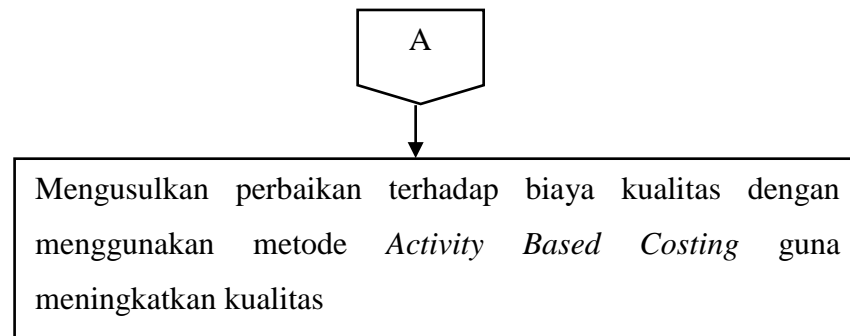 A
Mengusulkan perbaikan terhadap biaya kualitas dengan
menggunakan metode Activity Based Costing guna
meningkatkan kualitas